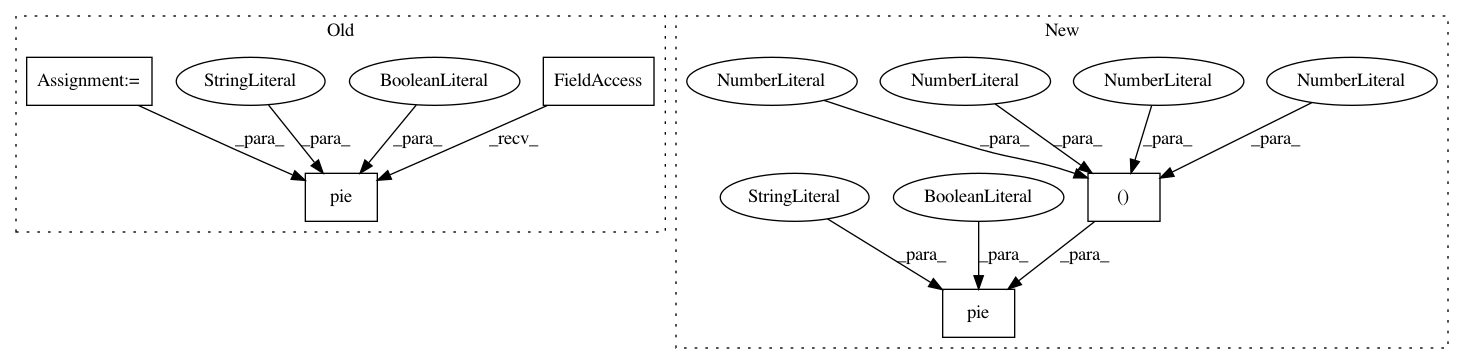 Old
New
Assignment:=
StringLiteral
BooleanLiteral
FieldAccess
NumberLiteral
NumberLiteral
NumberLiteral
NumberLiteral
_para_
_para_
_para_
_recv_
_para_
_para_
_para_
_para_
pie
StringLiteral
BooleanLiteral
()
_para_
_para_
_para_
pie